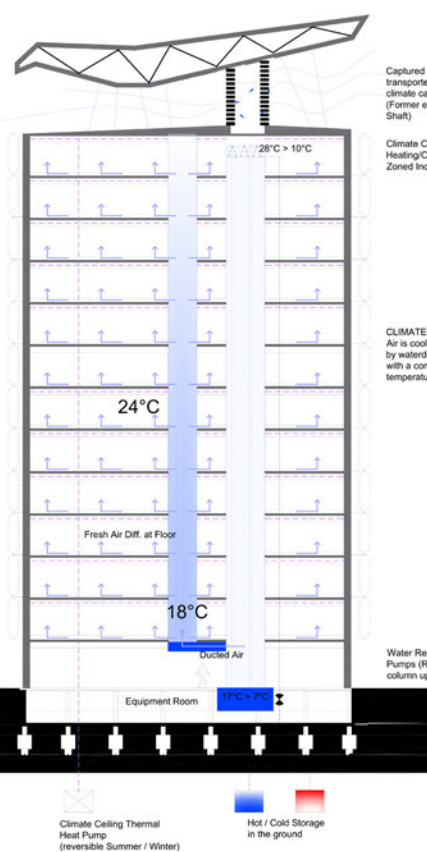 Captured
transporte
climate ca
(Former e
Shaft)
28°C > 10°C
Climate C
Heating/C
Zoned Inc
CLIMATE
Air is cool
by waterd
with a con
temperatu
24°C
Fresh Air Diff. at Floor
18°C
Ducted Air
Water Re
Pumps (R
column up
Equipment Room
17°C > 7°C
Climate Ceiling Thermal
Heat Pump
(reversible Summer / Winter)
Hot / Cold Storage
in the ground